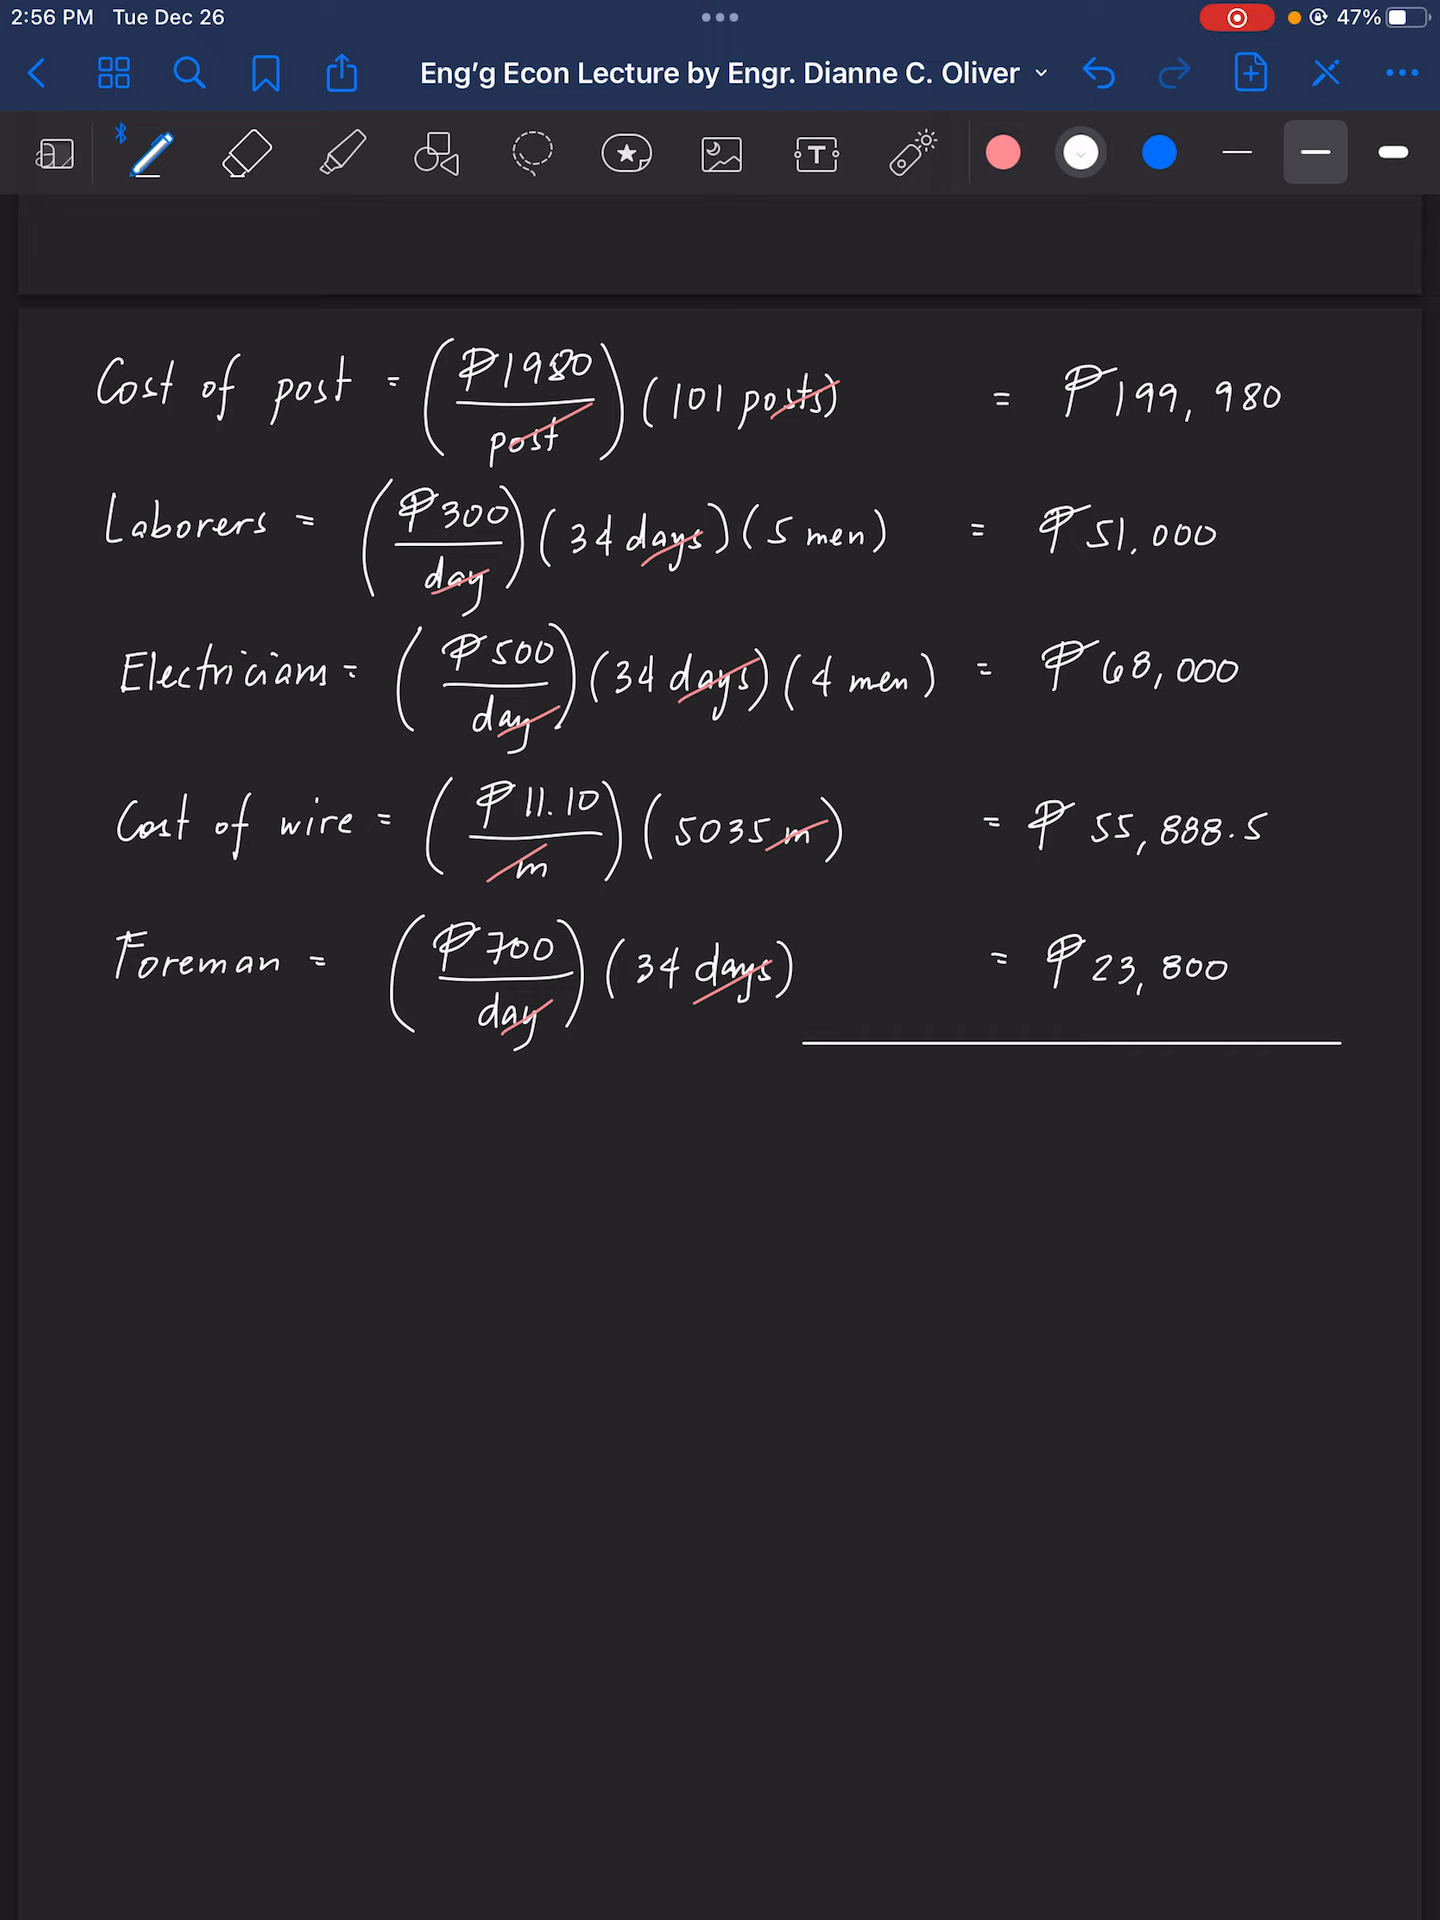 2:56 PM Tue Dec 26
47%
Eng'g Econ Lecture by Engr. Dianne C. Oliver
T
Cost of post = (₱1980/post) (101 posts) = ₱199,980
Laborers = (₱300/day) (34 days) (5 men) = ₱51,000
Electricians = (₱500/day) (34 days) (4 men) = ₱68,000
Cost of wire = (₱11.10/m) (5035 m) = ₱55,888.5
Foreman = (₱700/day) (34 days) = ₱23,800